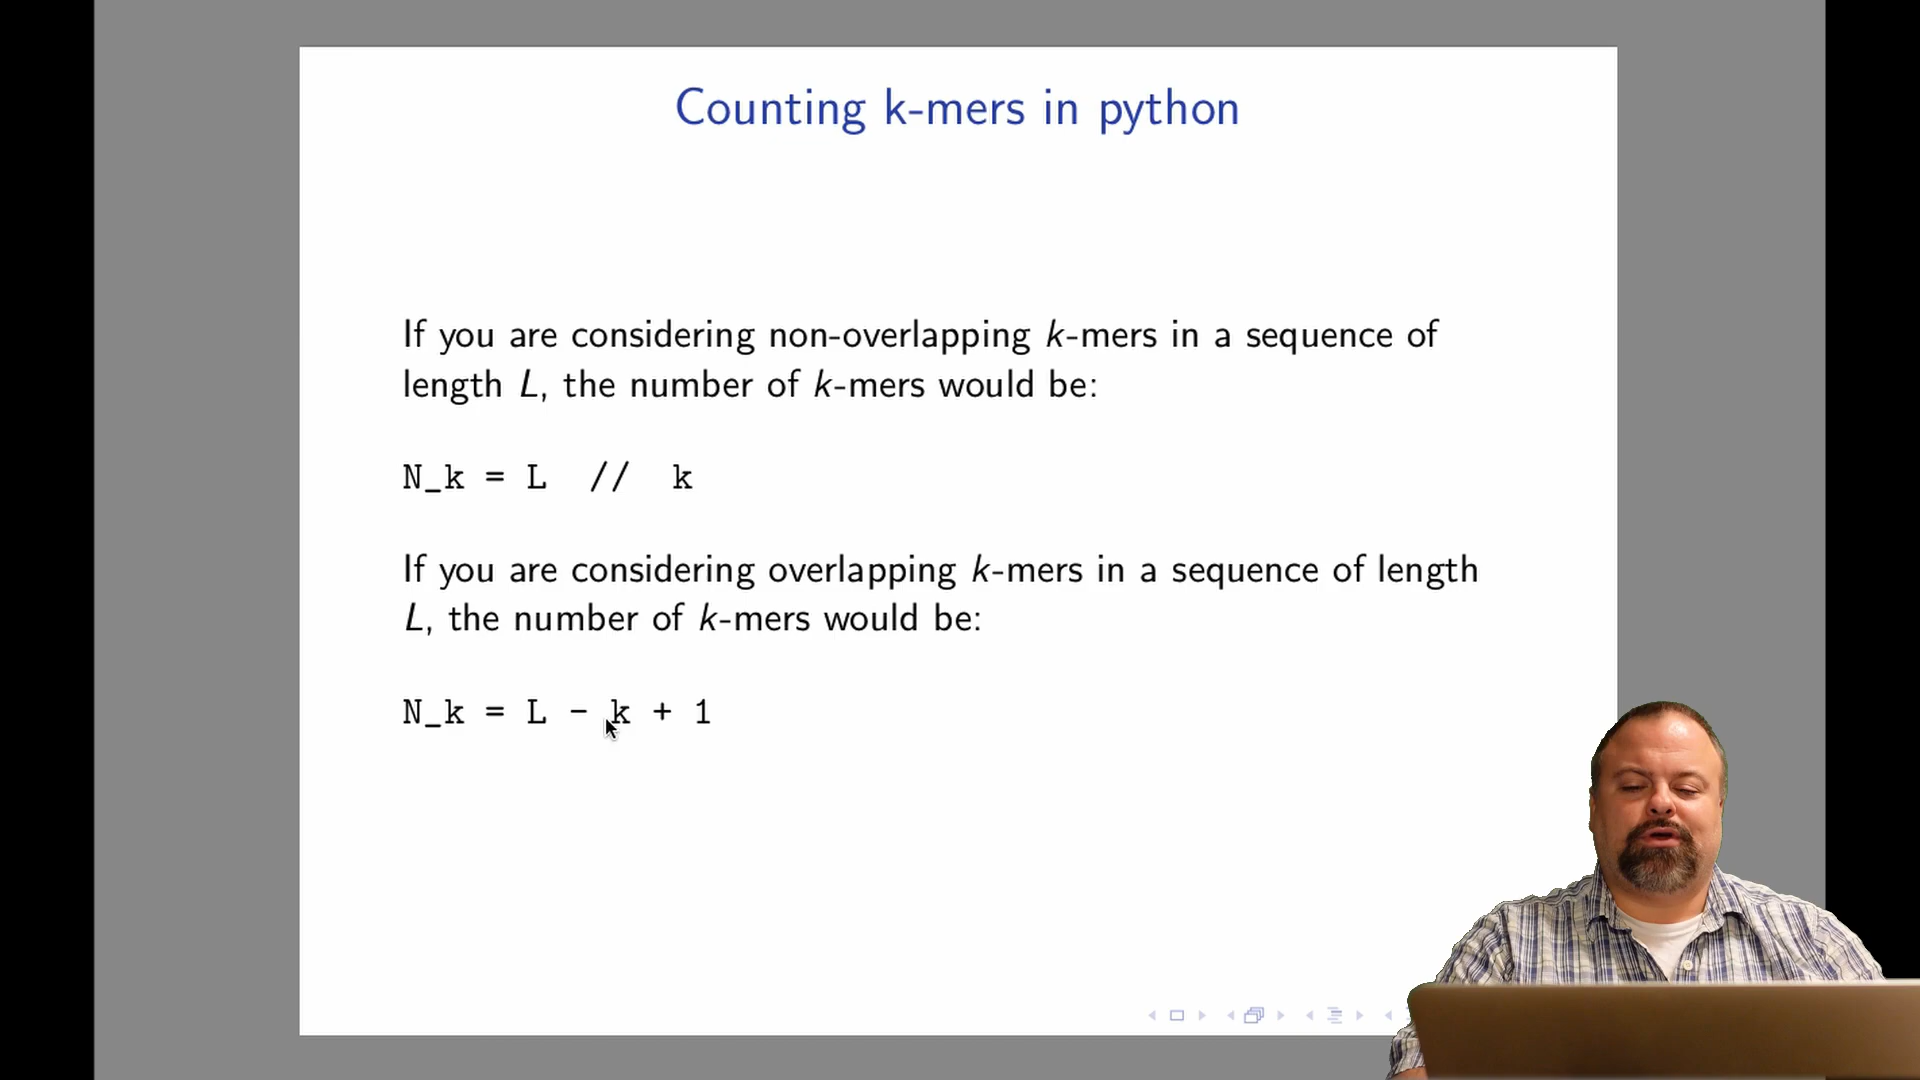 Counting k-mers in python
If you are considering non-overlapping k-mers in a sequence of
length L, the number of k-mers would be:
N_k = L // k
If you are considering overlapping k-mers in a sequence of length
L, the number of k-mers would be:
N_k = L - k + 1